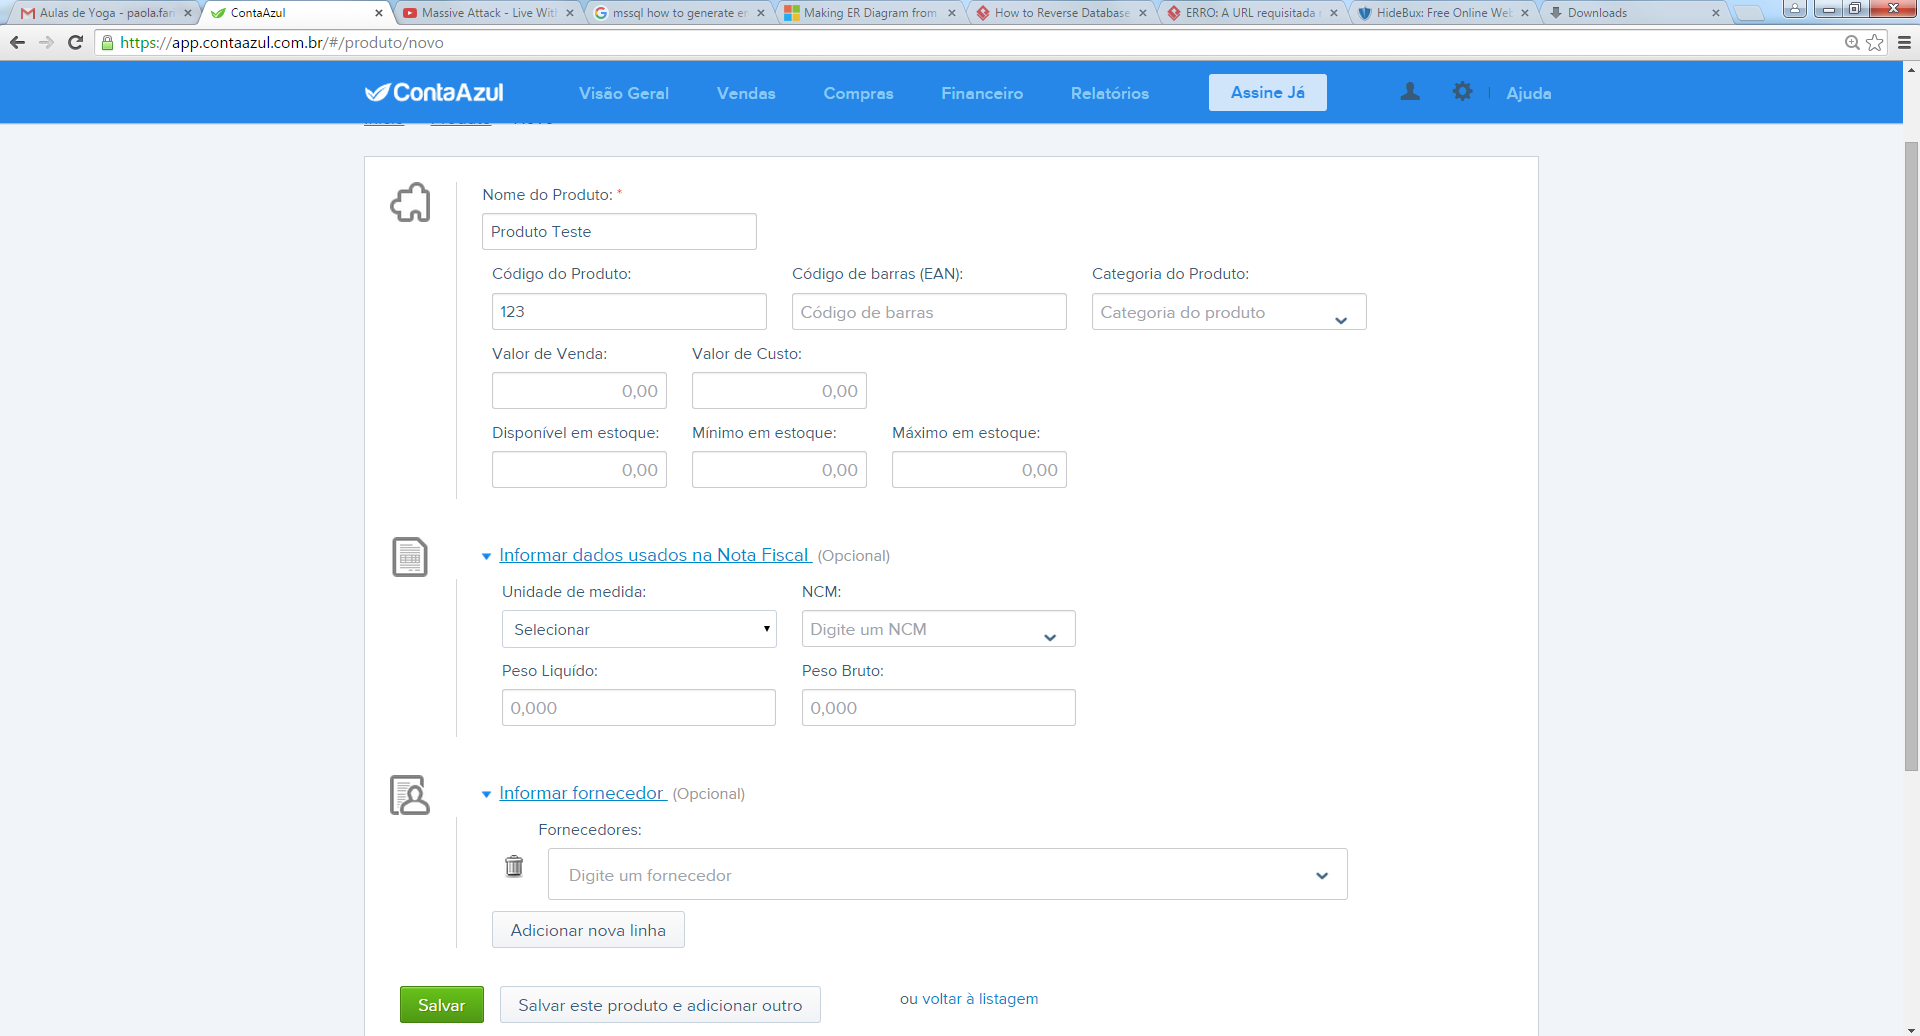 Aulas de Yoga - paola.fari
ContaAzul
Massive Attack - Live With
mssql how to generate er
Making ER Diagram from
How to Reverse Database
ERRO: A URL requisitada
HideBux: Free Online Web
Downloads
https://app.contaazul.com.br/#/produto/novo
ContaAzul
Visão Geral
Vendas
Compras
Financeiro
Relatórios
Assine Já
Ajuda
Nome do Produto: *
Produto Teste
Código do Produto: Código de barras (EAN): Categoria do Produto:
123 Código de barras Categoria do produto
Valor de Venda: Valor de Custo:
0,00 0,00
Disponível em estoque: Mínimo em estoque: Máximo em estoque:
0,00 0,00 0,00
Informar dados usados na Nota Fiscal (Opcional)
Unidade de medida: NCM:
Selecionar Digite um NCM
Peso Liquído: Peso Bruto:
0,000 0,000
Informar fornecedor (Opcional)
Fornecedores:
Digite um fornecedor
Adicionar nova linha
Salvar Salvar este produto e adicionar outro ou voltar à listagem